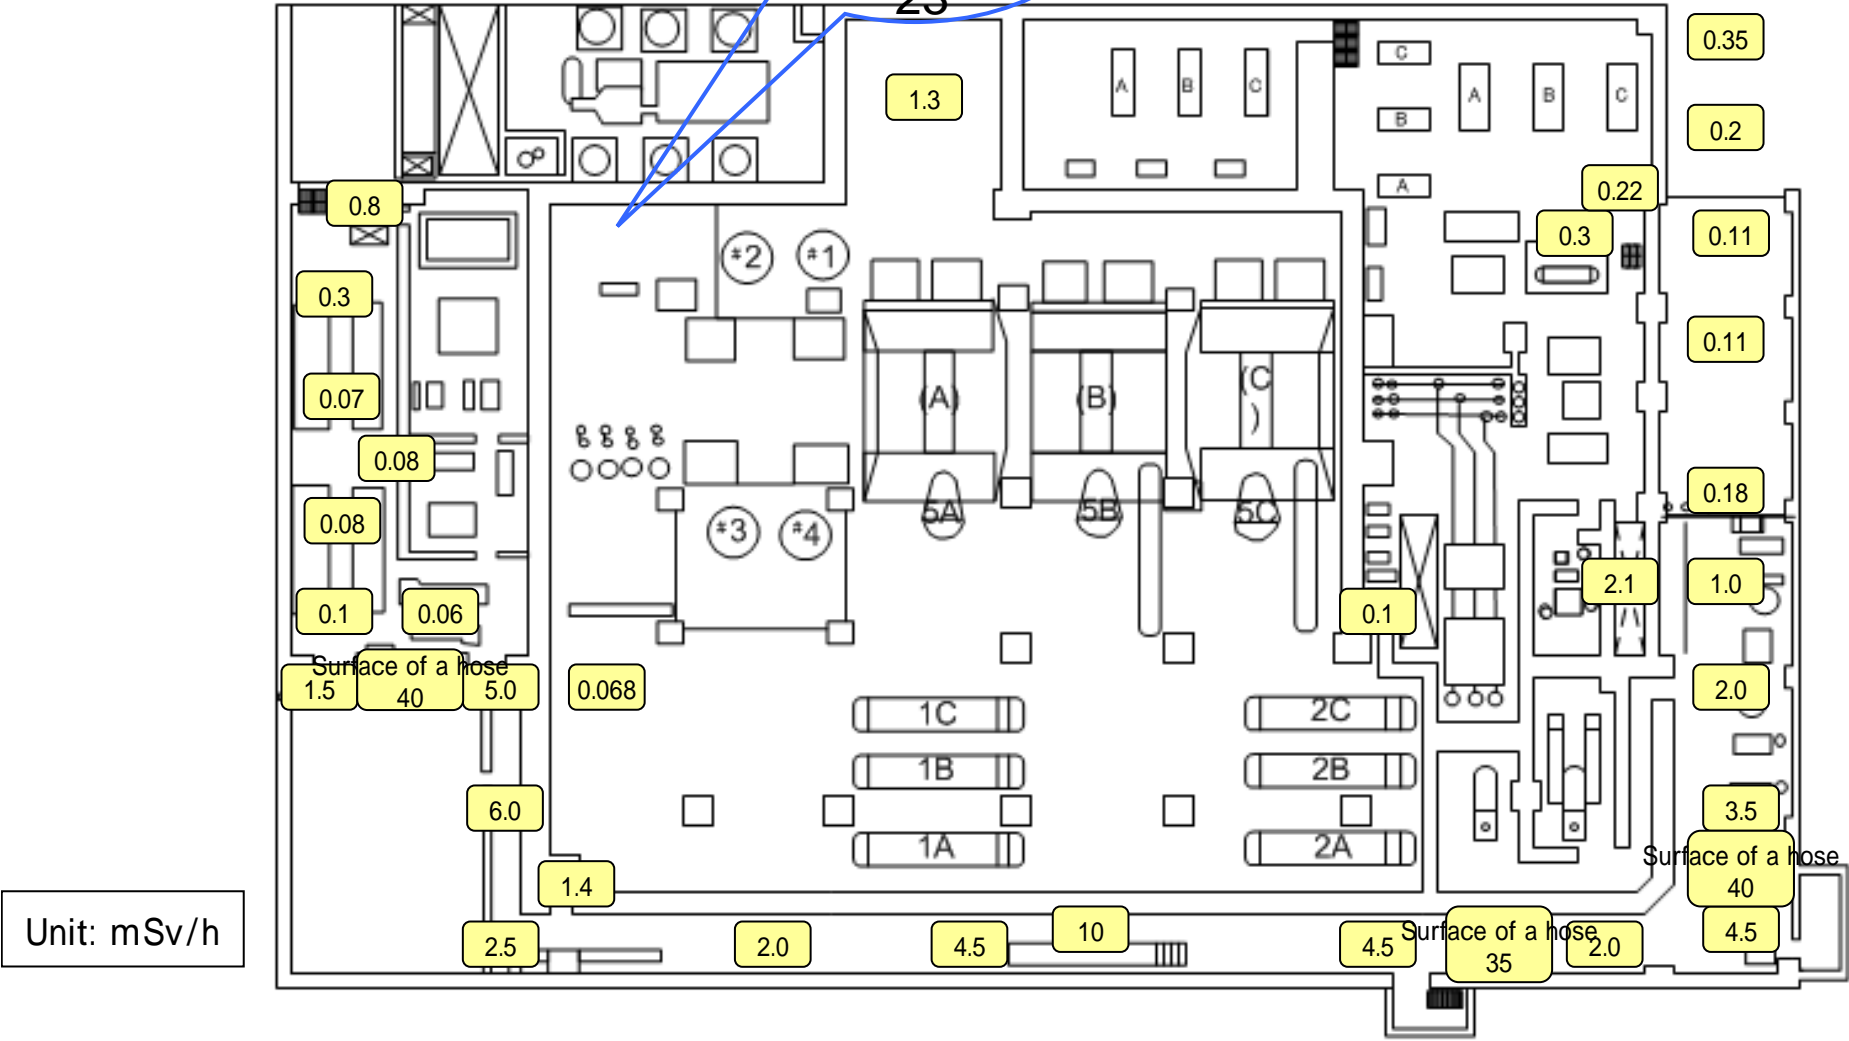 23
0.35
1.3
A
B
C
C
A
B
C
B
0.2
A
0.22
0.8
0.3
0.11
#2
#1
0.3
0.11
0.07
(A)
(B)
(C
)
0.08
0.18
0.08
5A
5B
5C
#3
#4
2.1
1.0
0.1
0.06
0.1
Surface of a hose
1.5
40
5.0
0.068
2.0
1C
2C
1B
2B
6.0
3.5
1A
2A
Surface of a hose
40
1.4
Unit: mSv/h
2.5
2.0
4.5
10
4.5
Surface of a hose
35
2.0
4.5